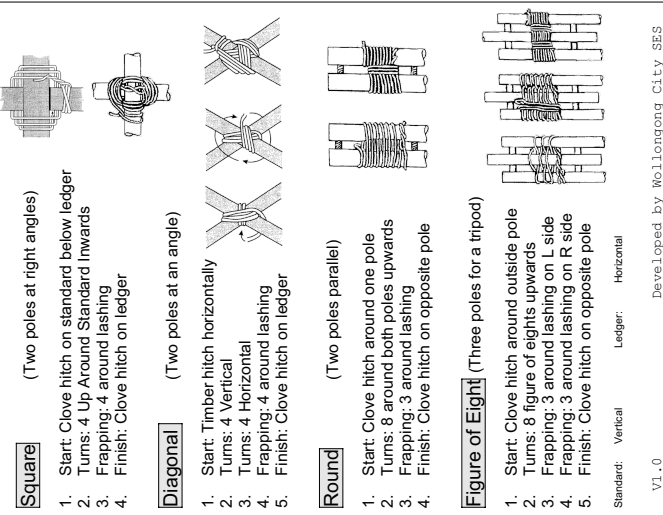 Square (Two poles at right angles)
1. Start: Clove hitch on standard below ledger
2. Turns: 4 Up Around Standard Inwards
3. Frapping: 4 around lashing
4. Finish: Clove hitch on ledger
Diagonal (Two poles at an angle)
1. Start: Timber hitch horizontally
2. Turns: 4 Vertical
3. Turns: 4 Horizontal
4. Frapping: 4 around lashing
5. Finish: Clove hitch on ledger
Round (Two poles parallel)
1. Start: Clove hitch around one pole
2. Turns: 8 around both poles upwards
3. Frapping: 3 around lashing
4. Finish: Clove hitch on opposite pole
Figure of Eight (Three poles for a tripod)
1. Start: Clove hitch around outside pole
2. Turns: 8 figure of eights upwards
3. Frapping: 3 around lashing on L side
4. Frapping: 3 around lashing on R side
5. Finish: Clove hitch on opposite pole
Standard: Vertical Ledger: Horizontal
V1.0 Developed by Wollongong City SES